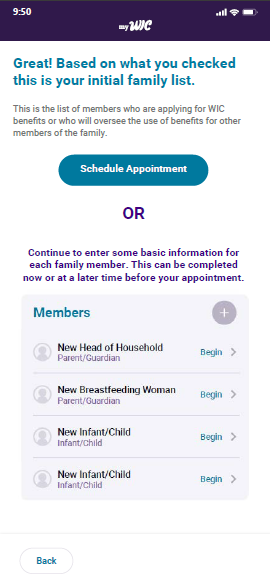 9:50
my WIC
Great! Based on what you checked
this is your initial family list.
This is the list of members who are applying for WIC
benefits or who will oversee the use of benefits for other
members of the family.
Schedule Appointment
OR
Continue to enter some basic information for
each family member. This can be completed
now or at a later time before your appointment.
Members
+
New Head of Household
Parent/Guardian
Begin
New Breastfeeding Woman
Parent/Guardian
Begin
New Infant/Child
Infant/Child
Begin
New Infant/Child
Infant/Child
Begin
Back